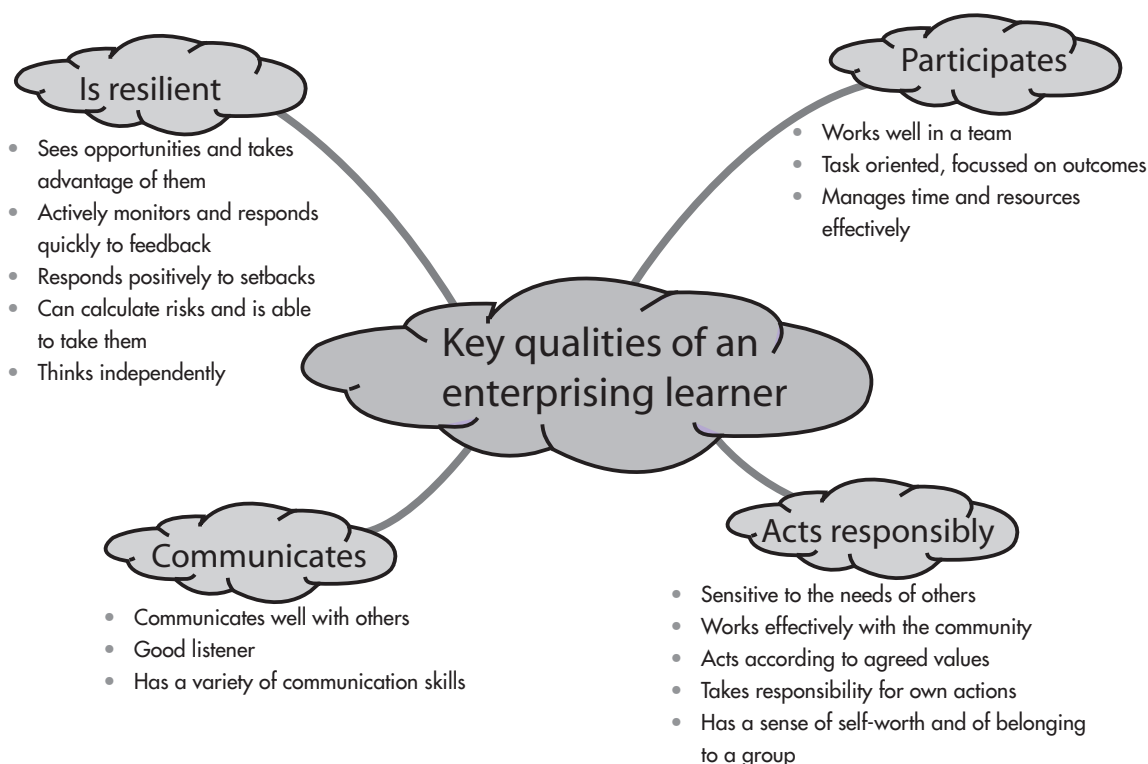 Is resilient
• Sees opportunities and takes
advantage of them
• Actively monitors and responds
quickly to feedback
• Responds positively to setbacks
• Can calculate risks and is able
to take them
• Thinks independently
Participates
• Works well in a team
• Task oriented, focussed on outcomes
• Manages time and resources
effectively
Key qualities of an
enterprising learner
Communicates
• Communicates well with others
• Good listener
• Has a variety of communication skills
Acts responsibly
• Sensitive to the needs of others
• Works effectively with the community
• Acts according to agreed values
• Takes responsibility for own actions
• Has a sense of self-worth and of belonging
to a group